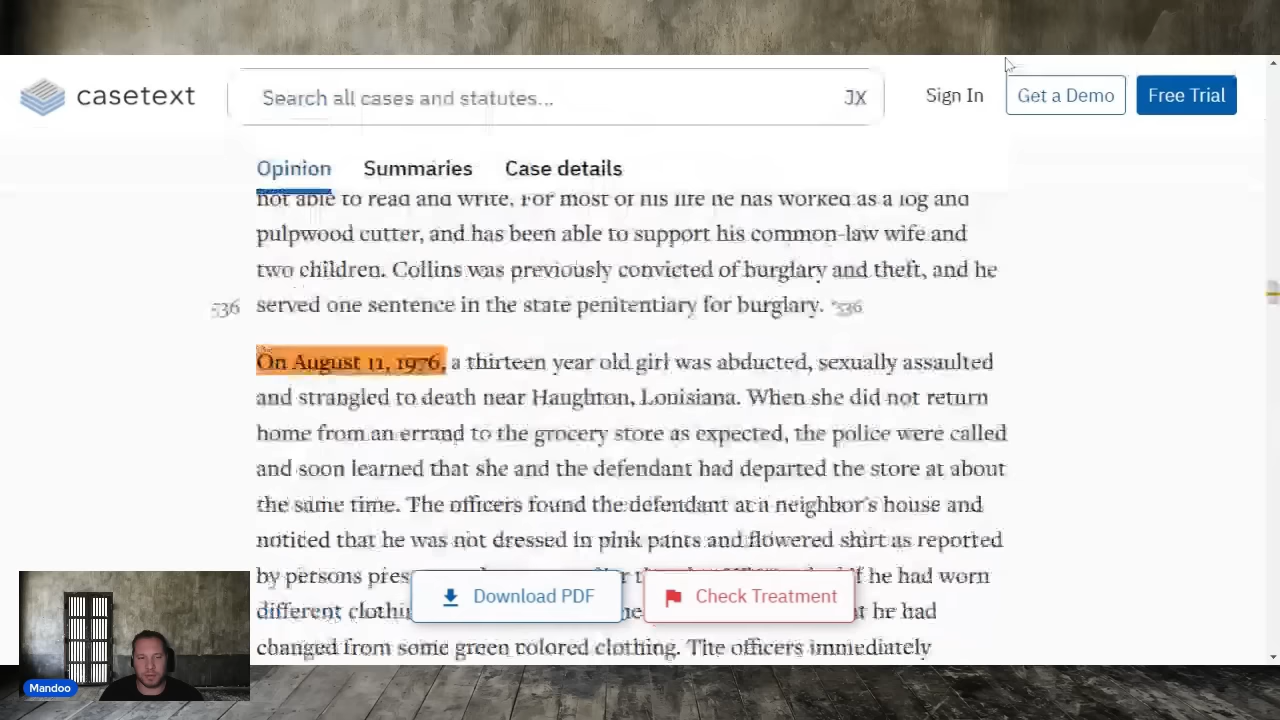 casetext
Search all cases and statutes...
JX
Sign In
Get a Demo
Free Trial
Opinion
Summaries
Case details
not able to read and write. For most of his life he has worked as a log and
pulpwood cutter, and has been able to support his common-law wife and
two children. Collins was previously convicted of burglary and theft, and he
536 served one sentence in the state penitentiary for burglary. *536
On August 11, 1976, a thirteen year old girl was abducted, sexually assaulted
and strangled to death near Haughton, Louisiana. When she did not return
home from an errand to the grocery store as expected, the police were called
and soon learned that she and the defendant had departed the store at about
the same time. The officers found the defendant at a neighbor's house and
noticed that he was not dressed in pink pants and flowered shirt as reported
by persons if he had worn
different he had
Download PDF
Check Treatment
changed from some green colored clothing. The officers immediately
Mandoo